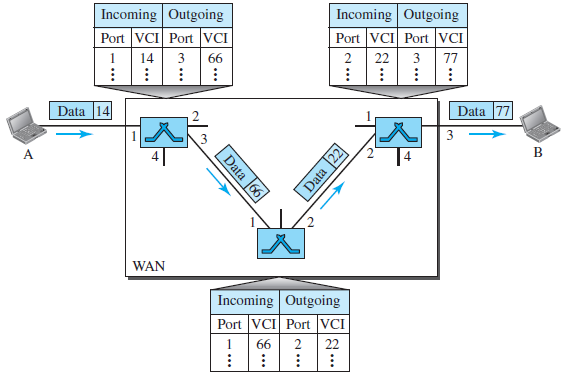 Incoming Outgoing
Port VCI Port VCI
1 14 3 66
⋮ ⋮ ⋮ ⋮
Incoming Outgoing
Port VCI Port VCI
2 22 3 77
⋮ ⋮ ⋮ ⋮
Data 14
A
1
2
3
4
Data 66
1
2
Data 22
1
2
3
4
Data 77
B
WAN
Incoming Outgoing
Port VCI Port VCI
1 66 2 22
⋮ ⋮ ⋮ ⋮